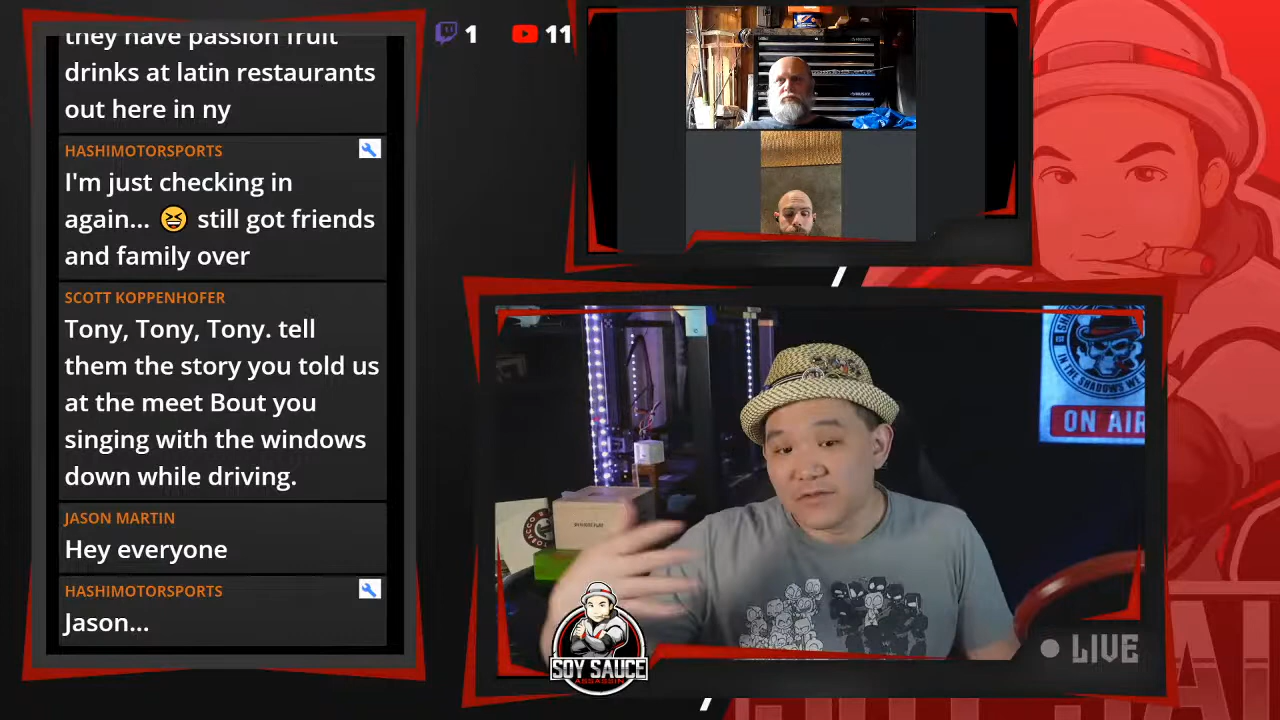 they have passion fruit
drinks at latin restaurants
out here in ny
HASHIMOTORSPORTS
I'm just checking in
again... 😆 still got friends
and family over
SCOTT KOPPENHOFER
Tony, Tony, Tony. tell
them the story you told us
at the meet Bout you
singing with the windows
down while driving.
JASON MARTIN
Hey everyone
HASHIMOTORSPORTS
Jason...
1
11
ON AIR
SOY SAUCE
ASSASSIN
LIVE